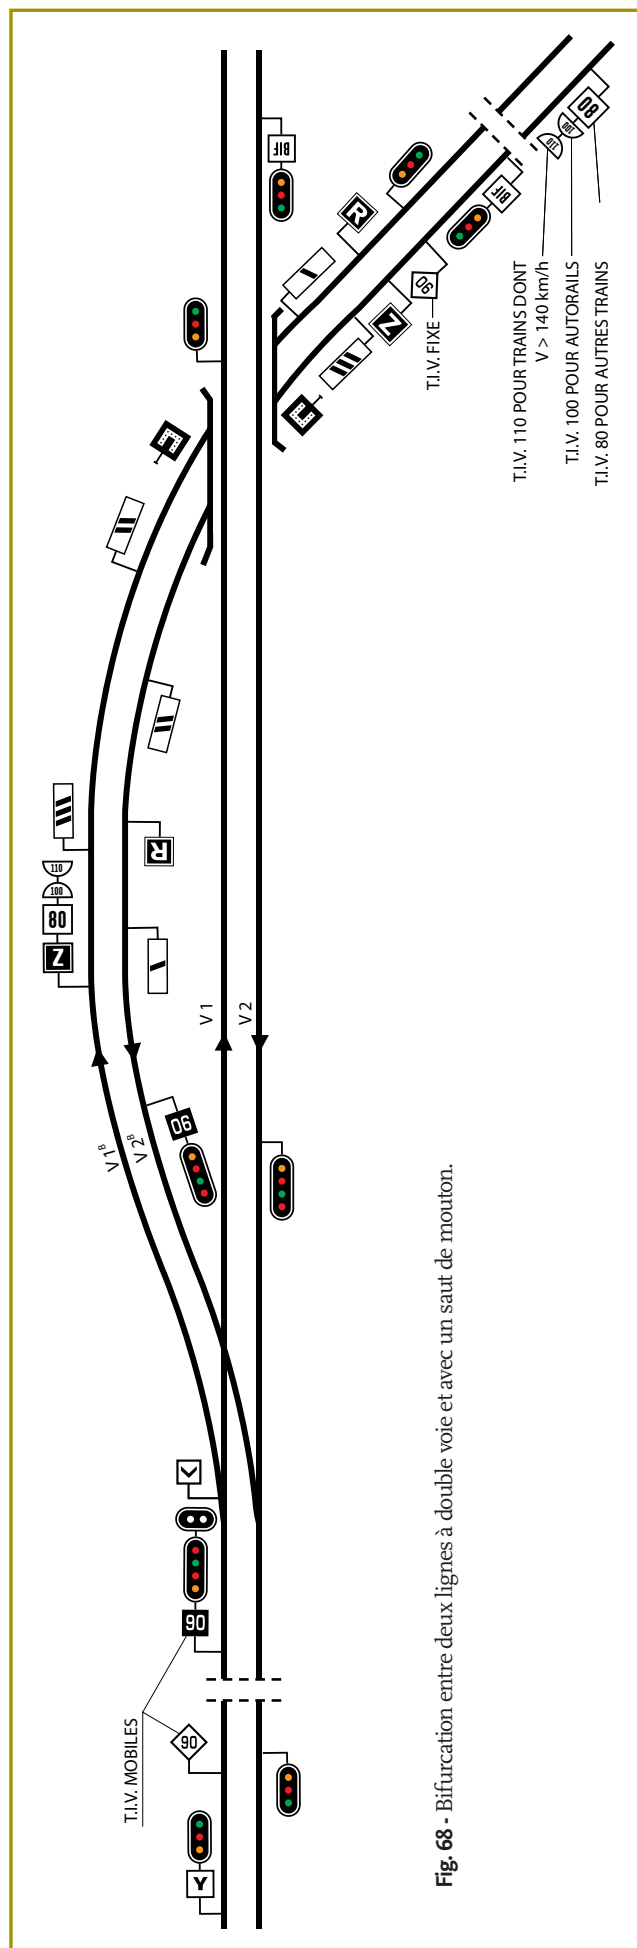 BIF
80
100
110
R
BIF
90
Z
T.I.V. FIXE
T.I.V. 110 POUR TRAINS DONT
V > 140 km/h
T.I.V. 100 POUR AUTORAILS
T.I.V. 80 POUR AUTRES TRAINS
110
100
80
Z
R
V 1
V 2
V 1B
V 2B
90
90
T.I.V. MOBILES
90
Y
Fig. 68 - Bifurcation entre deux lignes à double voie et avec un saut de mouton.